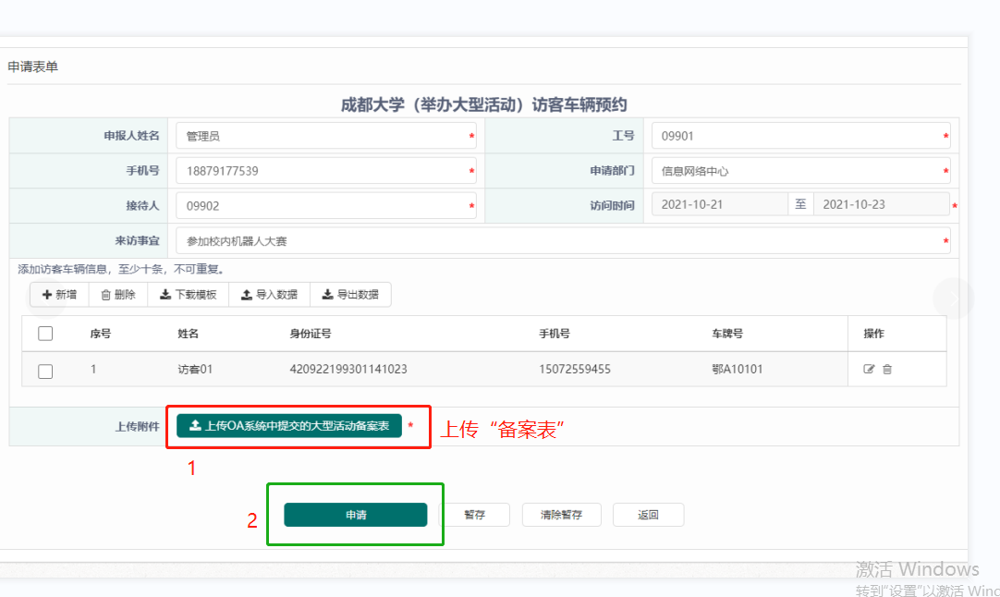 申请表单
成都大学（举办大型活动）访客车辆预约
申报人姓名 管理员 * 工号 09901 *
手机号 18879177539 * 申请部门 信息网络中心 *
接待人 09902 * 访问时间 2021-10-21 至 2021-10-23 *
来访事宜 参加校内机器人大赛 *
添加访客车辆信息，至少十条，不可重复。
新增 删除 下载模板 导入数据 导出数据
序号 姓名 身份证号 手机号 车牌号 操作
1 访客01 420922199301141023 15072559455 鄂A10101
上传附件 上传OA系统中提交的大型活动备案表 * 上传“备案表”
1
2 申请 暂存 清除暂存 返回
激活 Windows
转到"设置"以激活 Winc